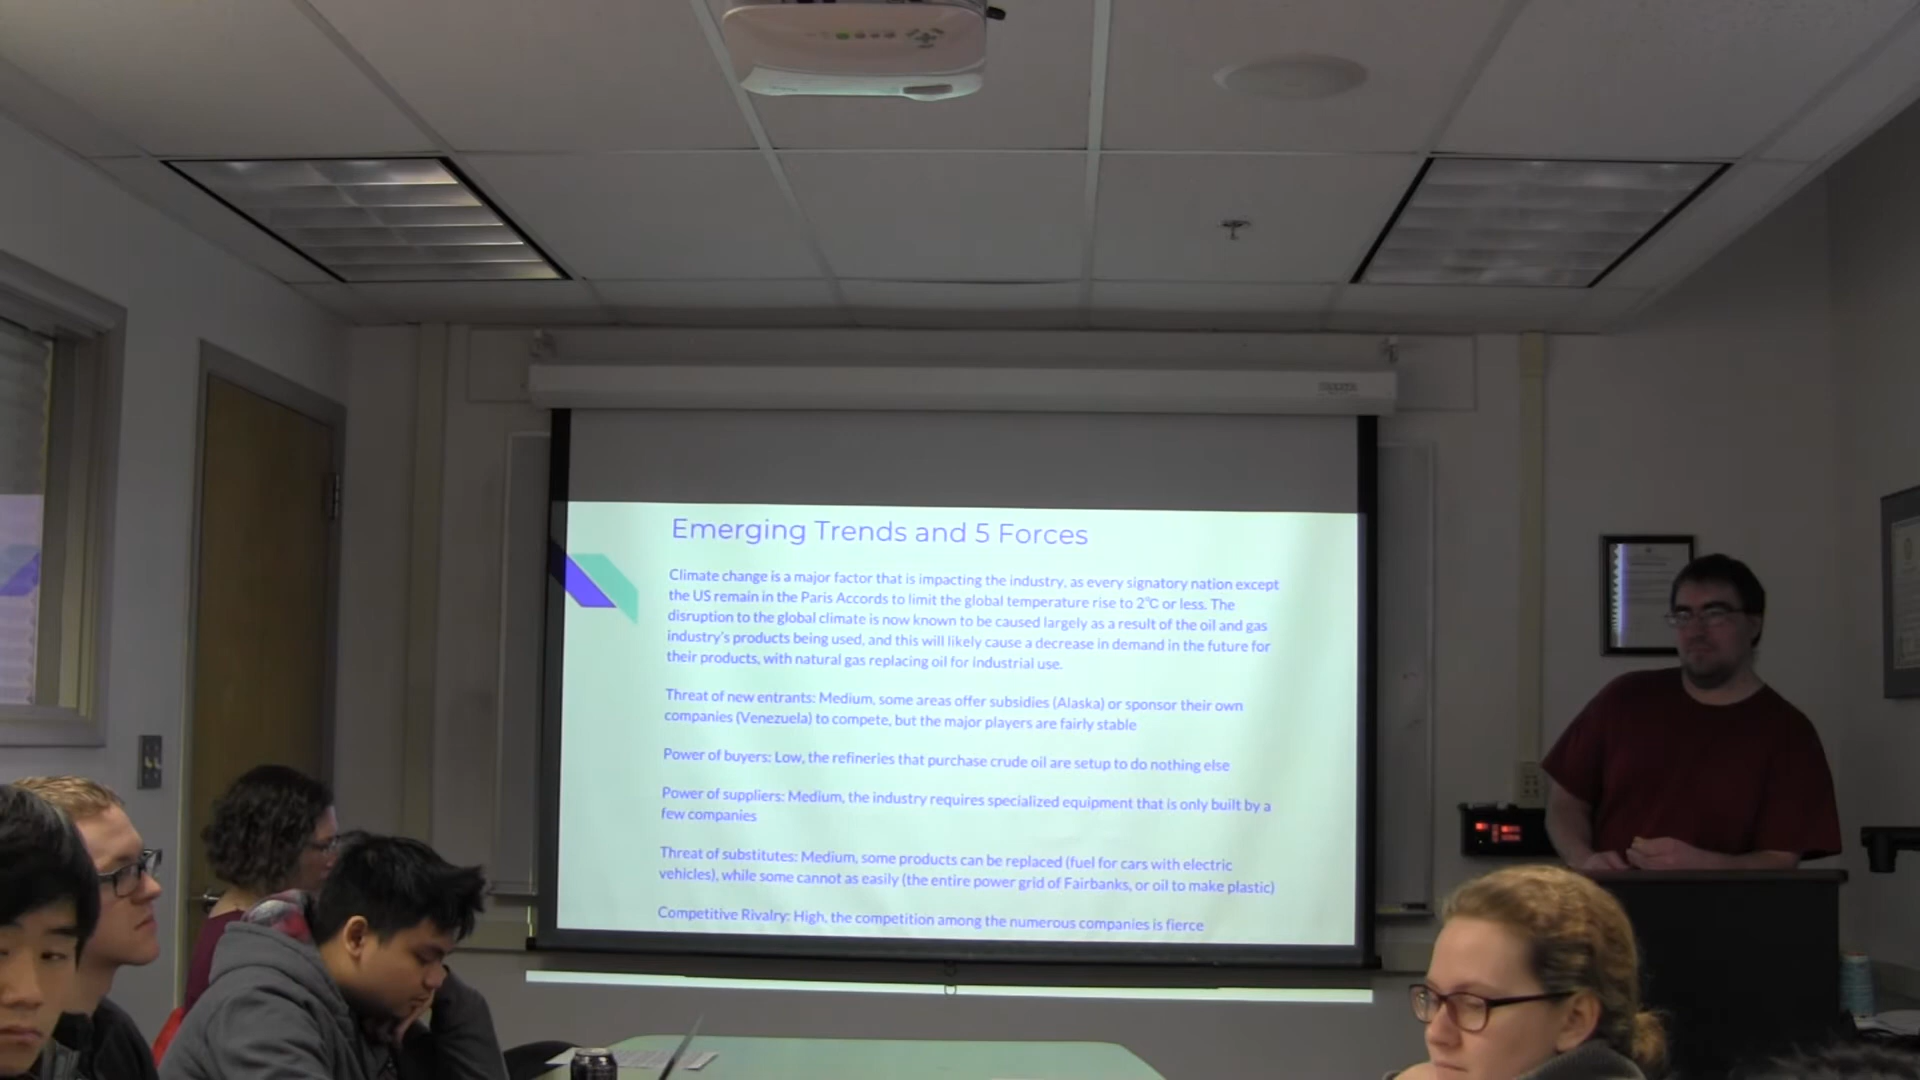 Emerging Trends and 5 Forces
Climate change is a major factor that is impacting the industry, as every signatory nation except
the US remain in the Paris Accords to limit the global temperature rise to 2°C or less. The
disruption to the global climate is now known to be caused largely as a result of the oil and gas
industry's products being used, and this will likely cause a decrease in demand in the future for
their products, with natural gas replacing oil for industrial use.
Threat of new entrants: Medium, some areas offer subsidies (Alaska) or sponsor their own
companies (Venezuela) to compete, but the major players are fairly stable
Power of buyers: Low, the refineries that purchase crude oil are setup to do nothing else
Power of suppliers: Medium, the industry requires specialized equipment that is only built by a
few companies
Threat of substitutes: Medium, some products can be replaced (fuel for cars with electric
vehicles), while some cannot as easily (the entire power grid of Fairbanks, or oil to make plastic)
Competitive Rivalry: High, the competition among the numerous companies is fierce